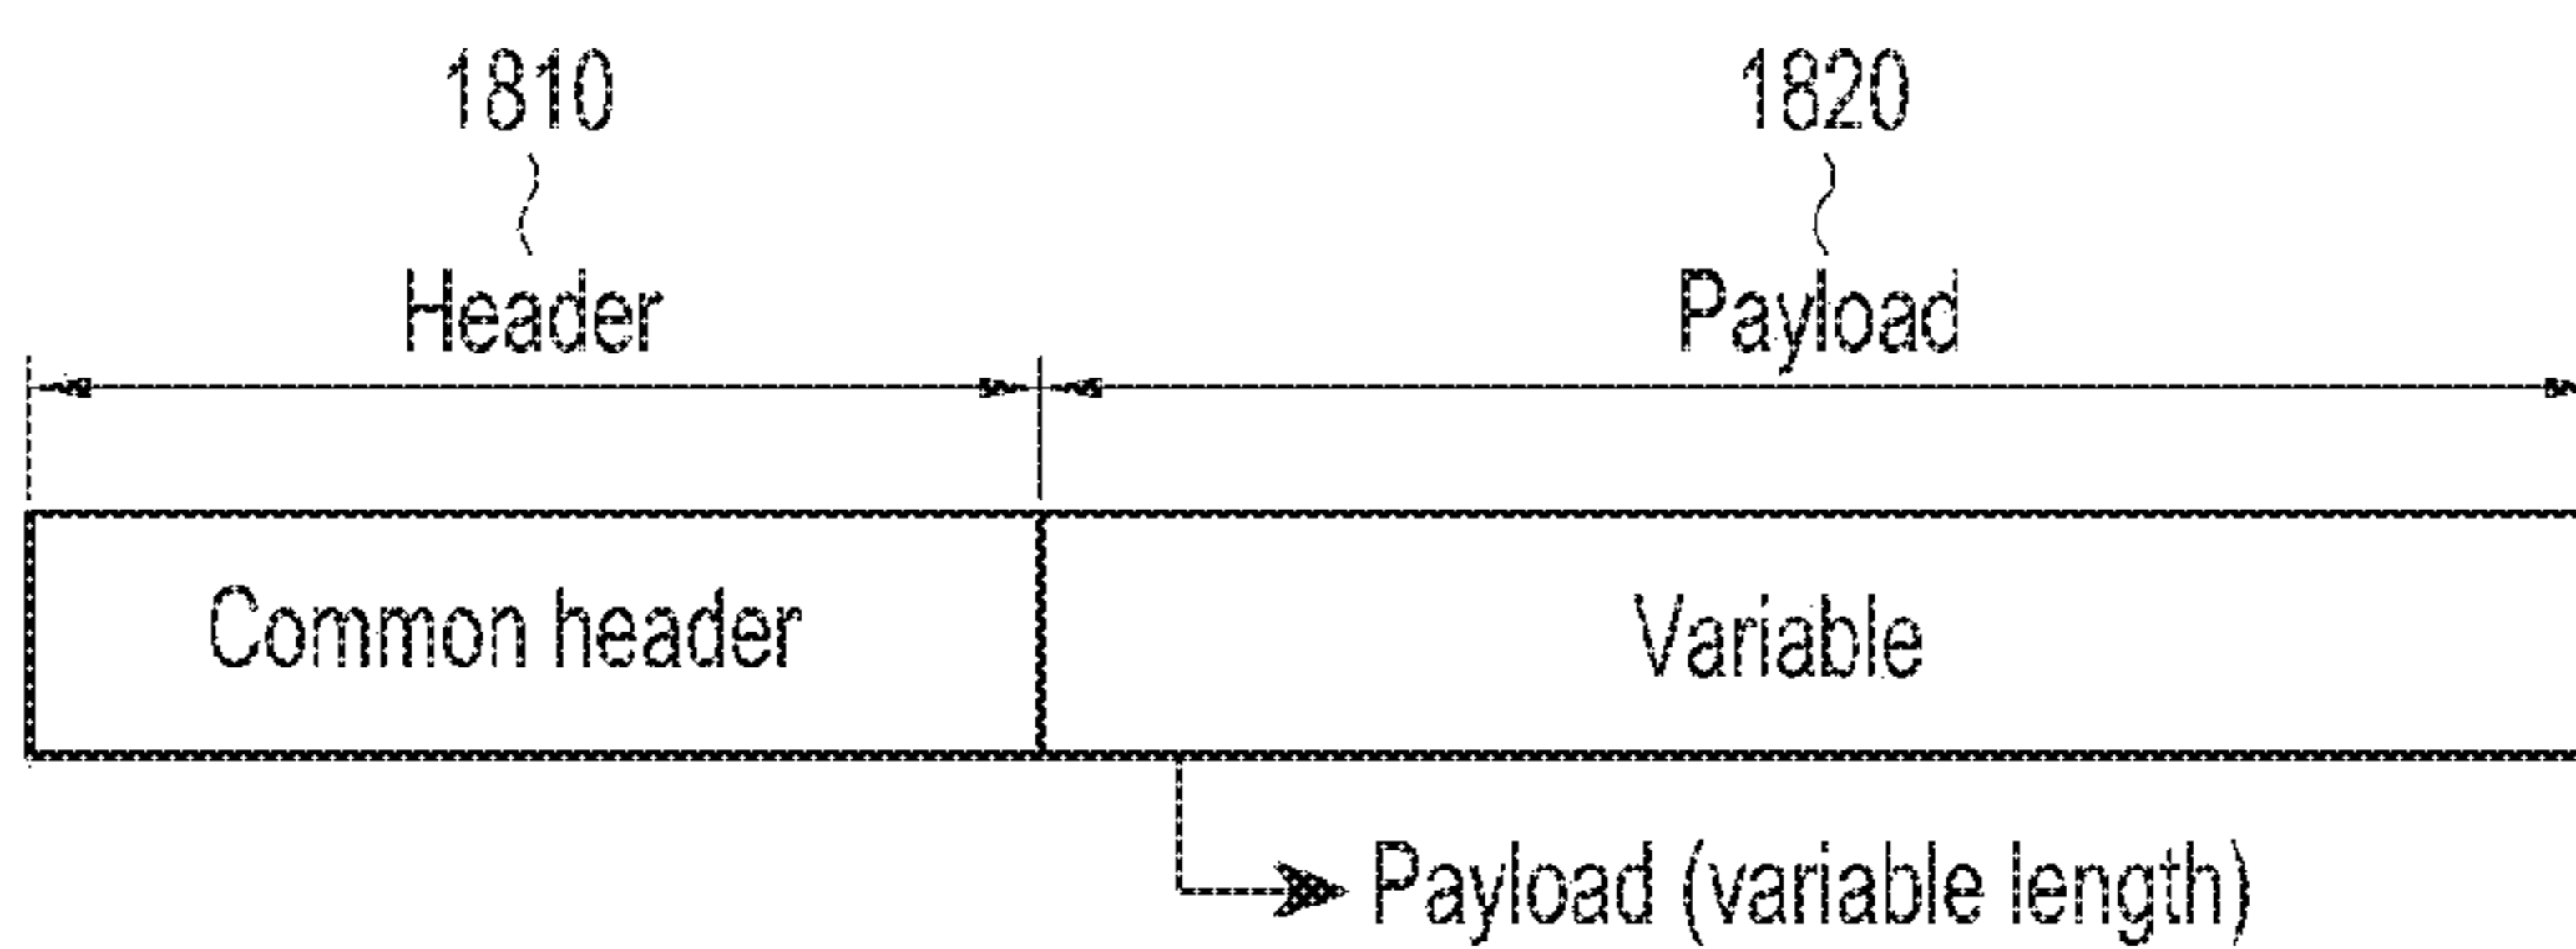 1810
1820
Header
Payload
Common header
Variable
Payload (variable length)